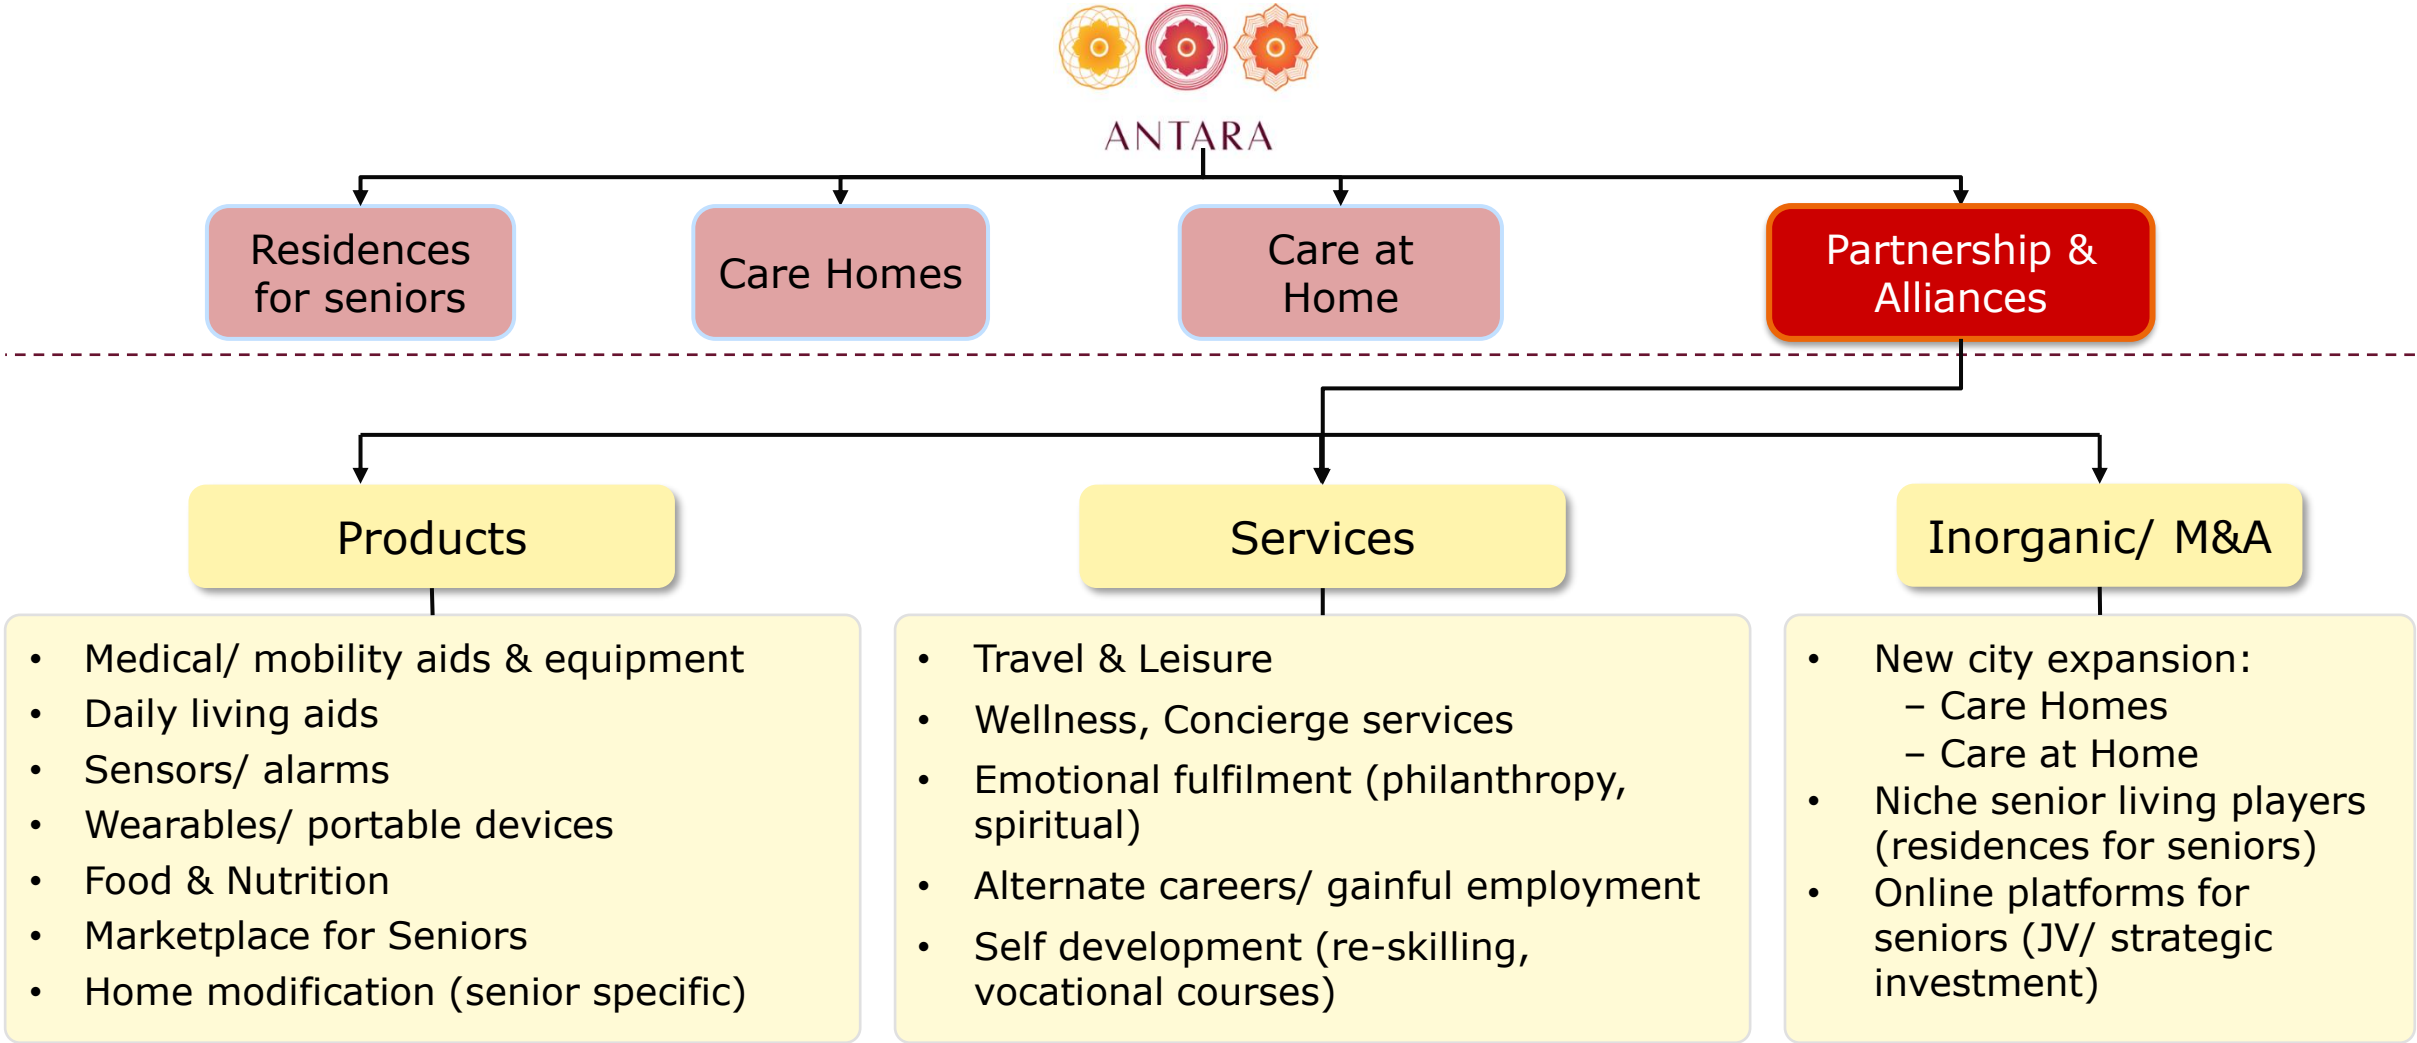 ANTARA
Residences
for seniors
Care Homes
Care at
Home
Partnership &
Alliances
Products
Services
Inorganic/ M&A
• Medical/ mobility aids & equipment
• Daily living aids
• Sensors/ alarms
• Wearables/ portable devices
• Food & Nutrition
• Marketplace for Seniors
• Home modification (senior specific)
• Travel & Leisure
• Wellness, Concierge services
• Emotional fulfilment (philanthropy,
spiritual)
• Alternate careers/ gainful employment
• Self development (re-skilling,
vocational courses)
• New city expansion:
– Care Homes
– Care at Home
• Niche senior living players
(residences for seniors)
• Online platforms for
seniors (JV/ strategic
investment)